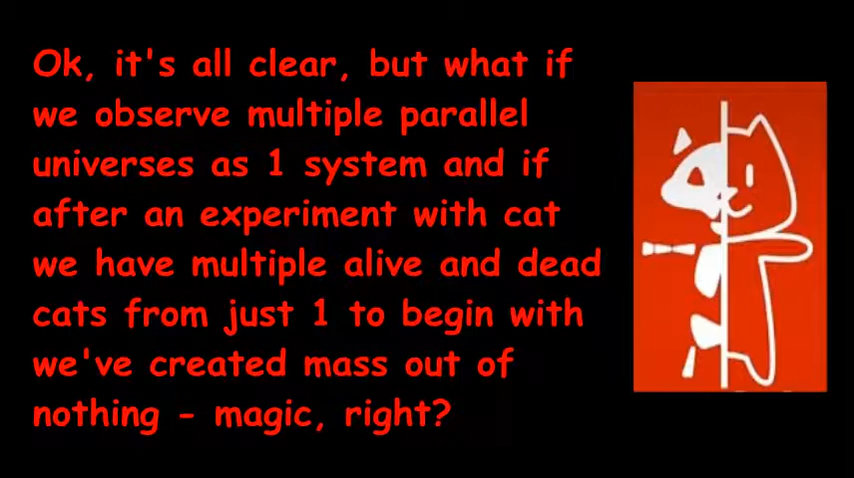 Ok, it's all clear, but what if
we observe multiple parallel
universes as 1 system and if
after an experiment with cat
we have multiple alive and dead
cats from just 1 to begin with
we've created mass out of
nothing - magic, right?